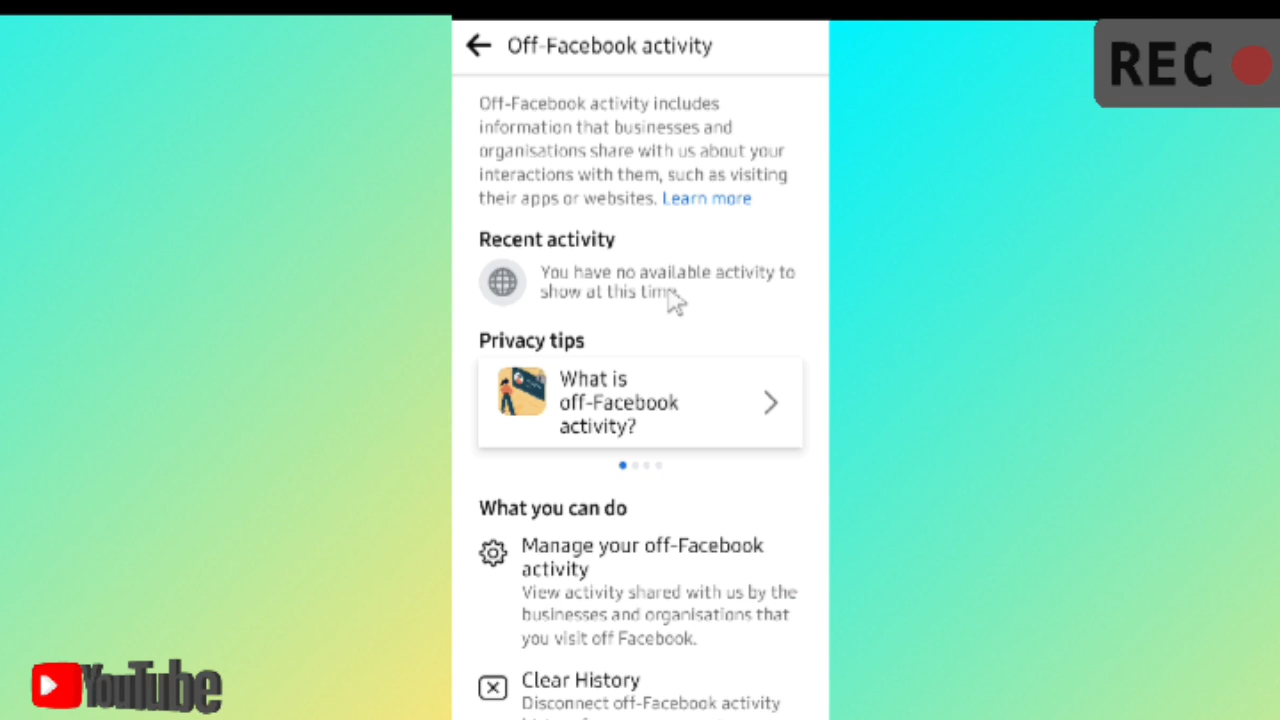 Off-Facebook activity
REC
Off-Facebook activity includes
information that businesses and
organisations share with us about your
interactions with them, such as visiting
their apps or websites. Learn more
Recent activity
You have no available activity to
show at this time.
Privacy tips
What is
off-Facebook
activity?
What you can do
Manage your off-Facebook
activity
View activity shared with us by the
businesses and organisations that
you visit off Facebook.
Clear History
Disconnect off-Facebook activity
YouTube